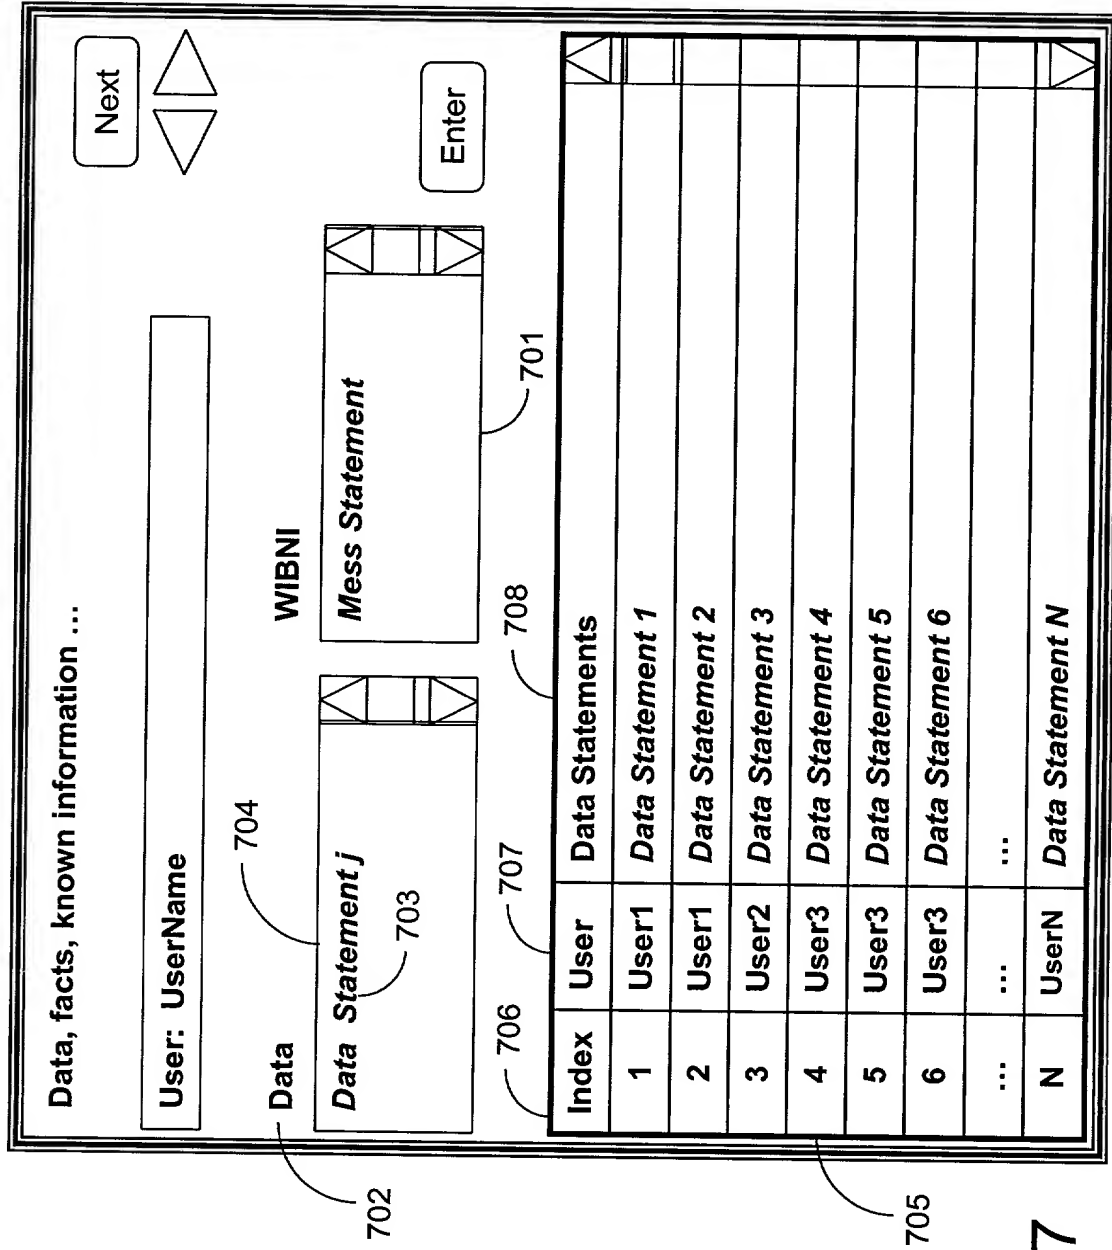 Data, facts, known information ...
Next
User: UserName
704
702
Data
WIBNI
Data Statement j
703
Mess Statement
Enter
701
706
707
708
Index User Data Statements
1 User1 Data Statement 1
2 User1 Data Statement 2
3 User2 Data Statement 3
4 User3 Data Statement 4
5 User3 Data Statement 5
6 User3 Data Statement 6
... ... ...
N UserN Data Statement N
705
7